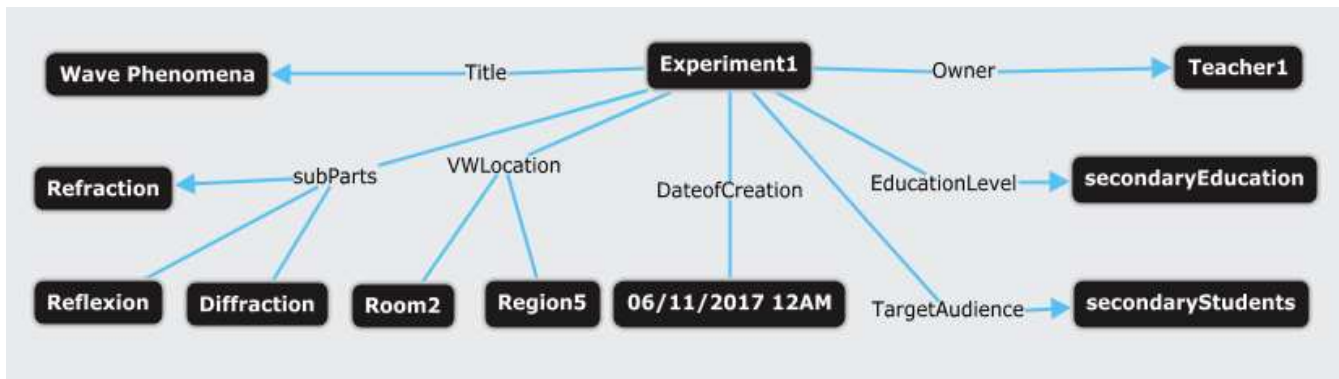 Experiment1
Wave Phenomena
Title
Owner
Teacher1
subParts
VWLocation
DateofCreation
EducationLevel
secondaryEducation
Refraction
Reflexion
Diffraction
Room2
Region5
06/11/2017 12AM
TargetAudience
secondaryStudents